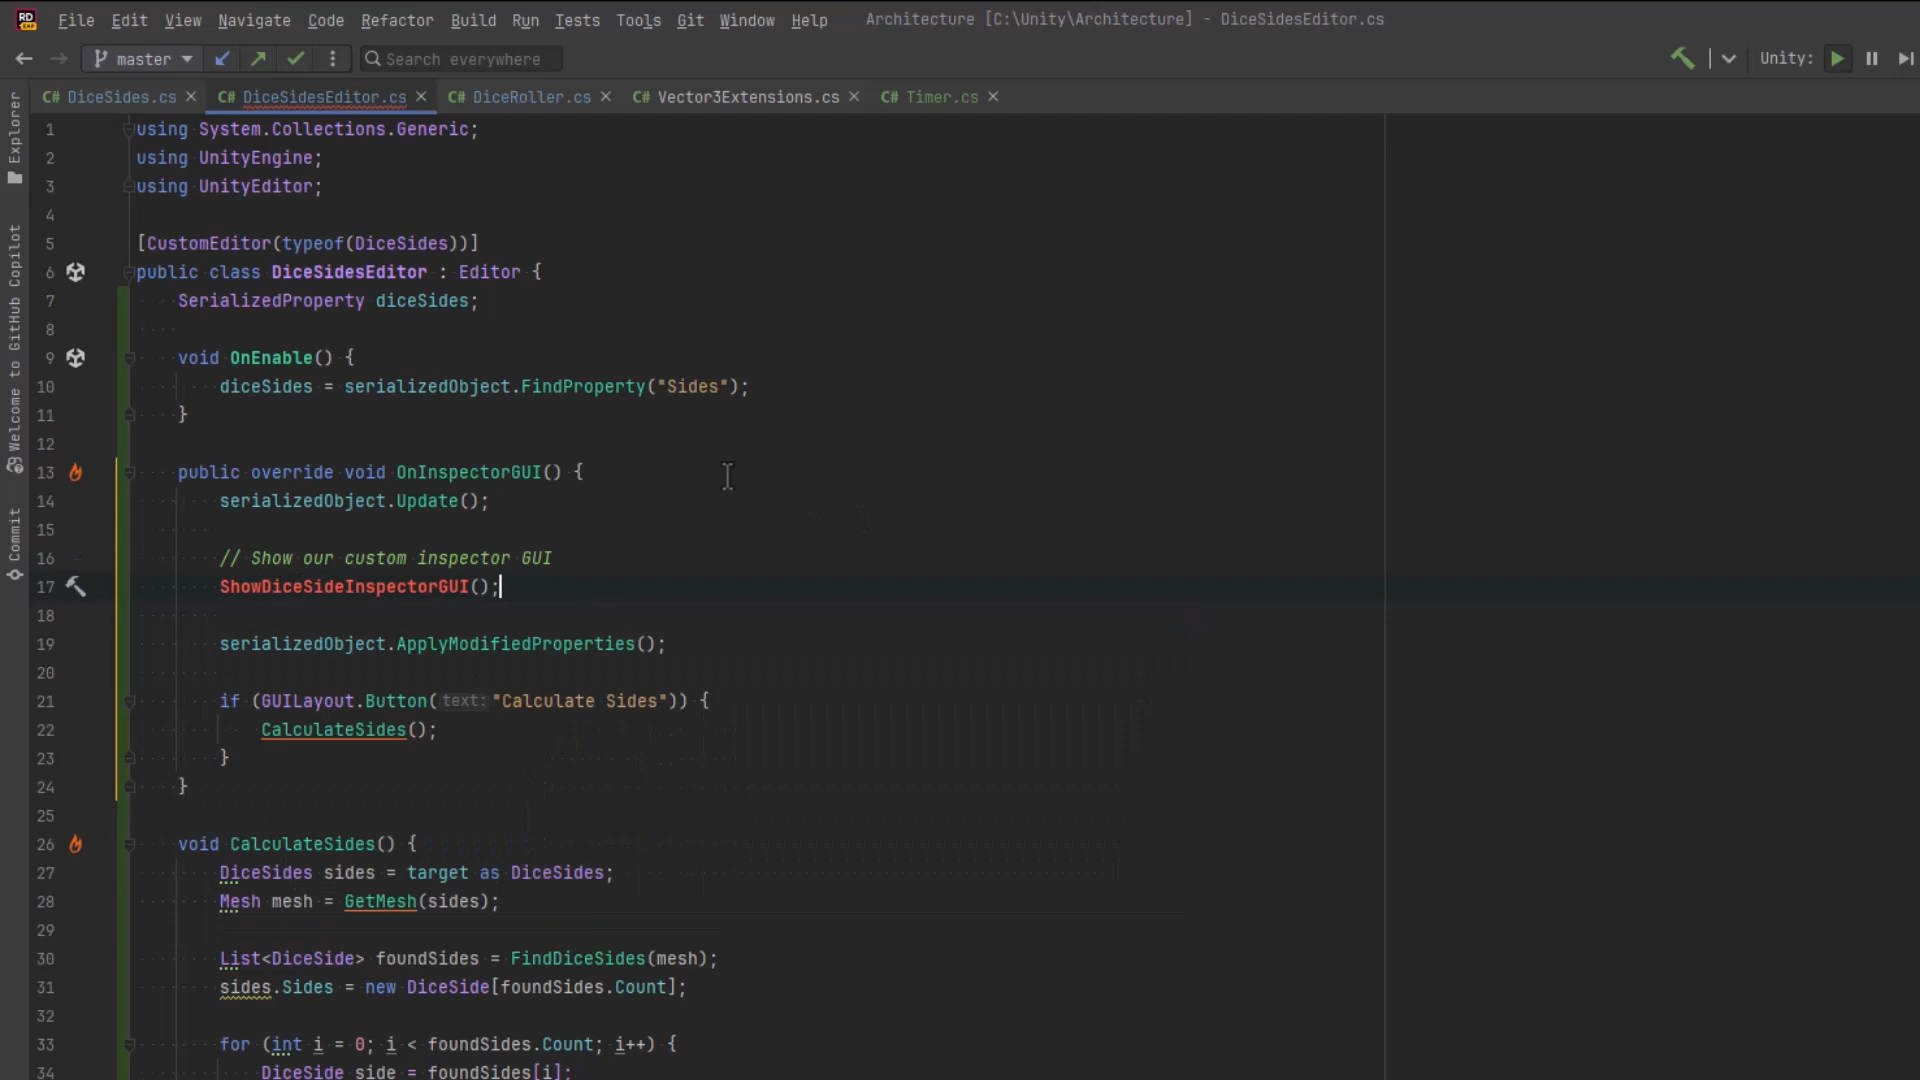 RD
EAP
File Edit View Navigate Code Refactor Build Run Tests Tools Git Window Help Architecture [C:\Unity\Architecture] - DiceSidesEditor.cs
master Search everywhere Unity:
C# DiceSides.cs C# DiceSidesEditor.cs C# DiceRoller.cs C# Vector3Extensions.cs C# Timer.cs
Explorer
Welcome to GitHub Copilot
Commit
1 using System.Collections.Generic;
2 using UnityEngine;
3 using UnityEditor;
4
5 [CustomEditor(typeof(DiceSides))]
6 public class DiceSidesEditor : Editor {
7 SerializedProperty diceSides;
8
9 void OnEnable() {
10 diceSides = serializedObject.FindProperty("Sides");
11 }
12
13 public override void OnInspectorGUI() {
14 serializedObject.Update();
15
16 // Show our custom inspector GUI
17 ShowDiceSideInspectorGUI();
18
19 serializedObject.ApplyModifiedProperties();
20
21 if (GUILayout.Button( text: "Calculate Sides")) {
22 CalculateSides();
23 }
24 }
25
26 void CalculateSides() {
27 DiceSides sides = target as DiceSides;
28 Mesh mesh = GetMesh(sides);
29
30 List<DiceSide> foundSides = FindDiceSides(mesh);
31 sides.Sides = new DiceSide[foundSides.Count];
32
33 for (int i = 0; i < foundSides.Count; i++) {
34 DiceSide side = foundSides[i];